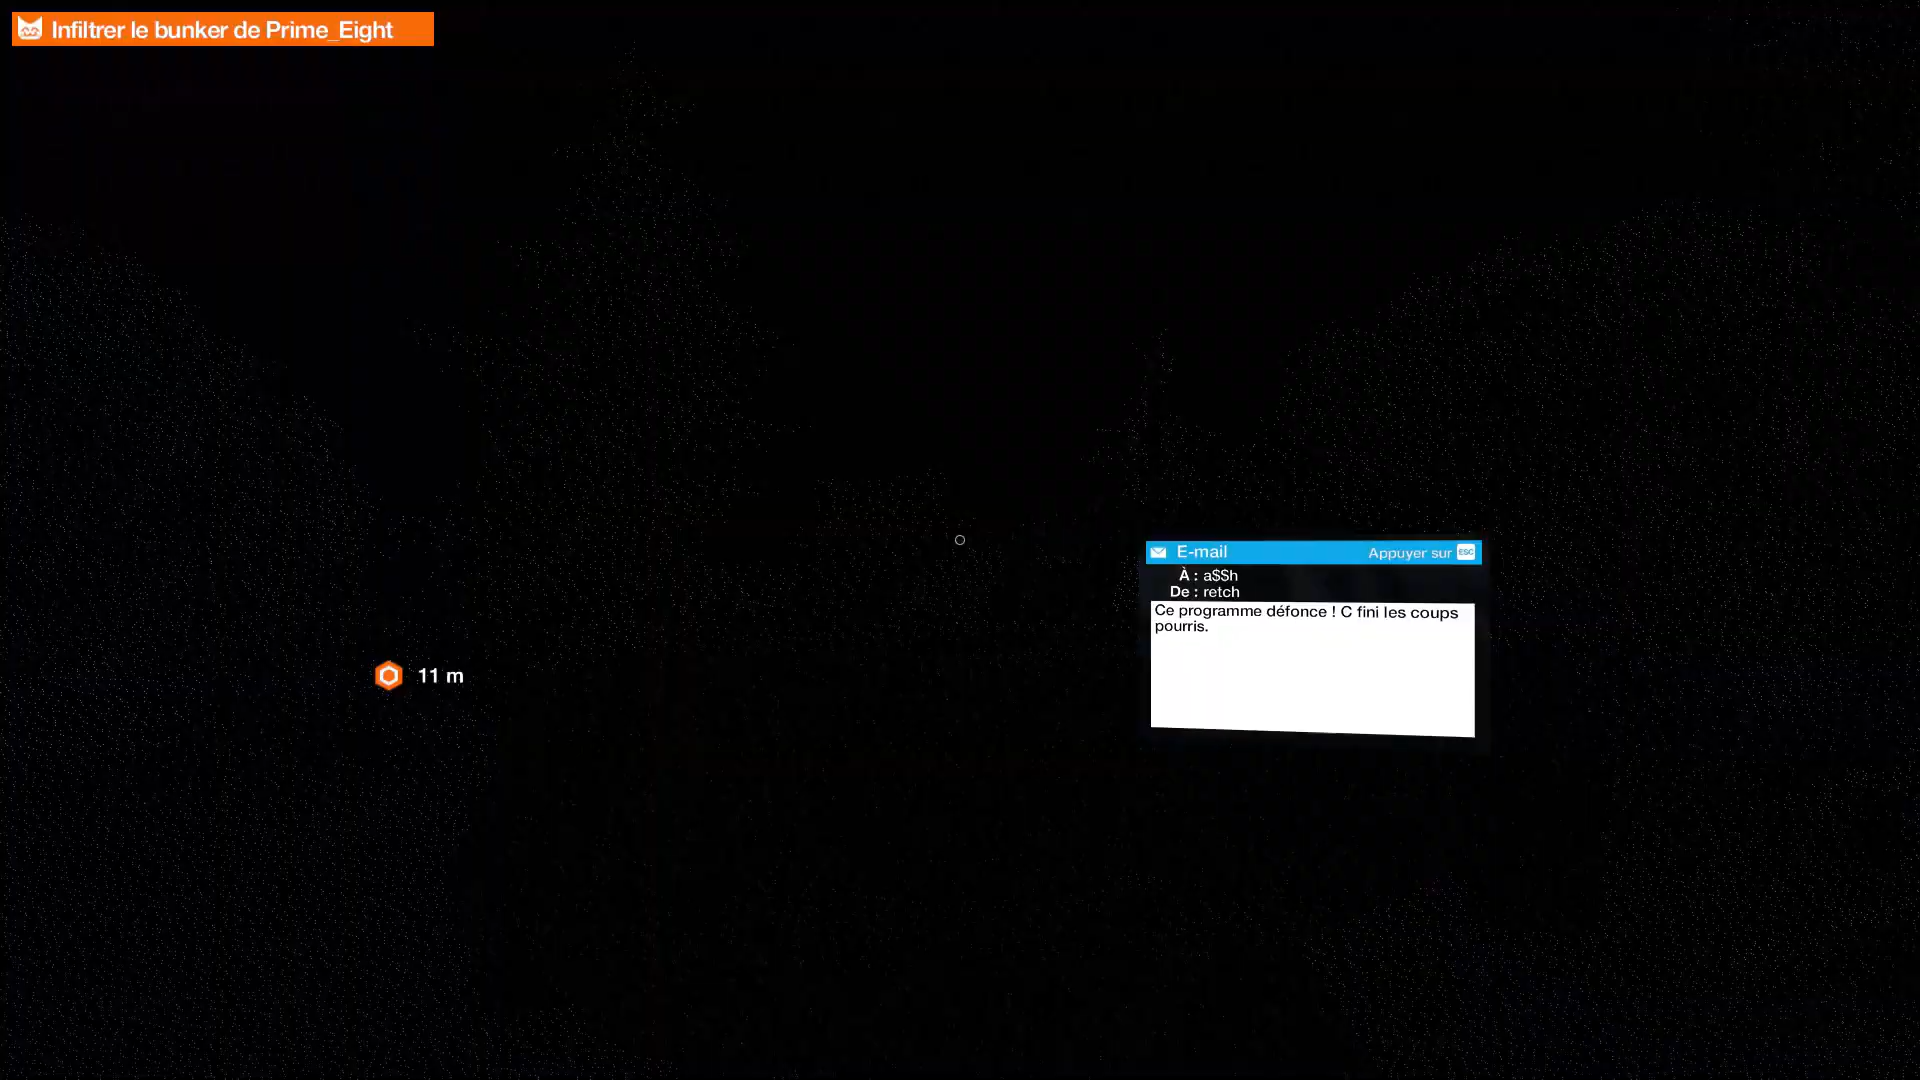 Infiltrer le bunker de Prime_Eight
E-mail
Appuyer sur ESC
À : a$$h
De : retch
Ce programme défonce ! C fini les coups
pourris.
11 m